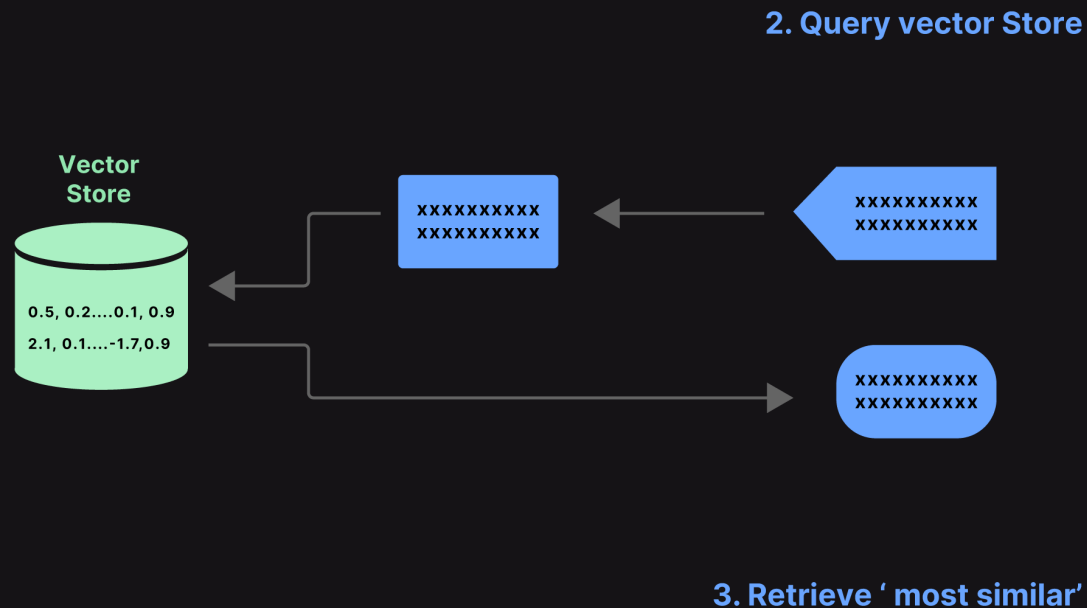 2. Query vector Store
Vector
Store
xxxxxxxxxx
xxxxxxxxxx
xxxxxxxxxx
xxxxxxxxxx
0.5, 0.2....0.1, 0.9
2.1, 0.1....-1.7,0.9
xxxxxxxxxx
xxxxxxxxxx
3. Retrieve ‘ most similar’